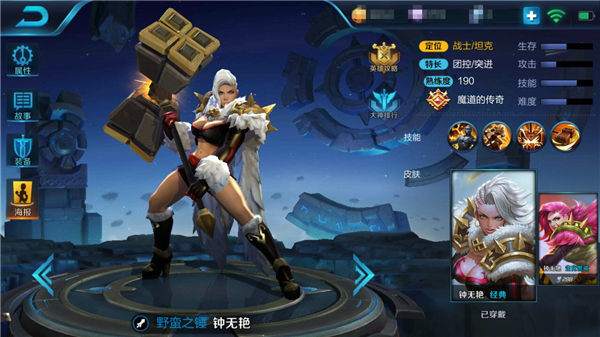 属性
故事
装备
海报
英雄攻略
大神排行
定位 战士/坦克
特长 团控/突进
熟练度 190
魔道的传奇
生存
攻击
技能
难度
技能
皮肤
钟无艳 经典
钟无艳
已穿戴
野蛮之锤 钟无艳